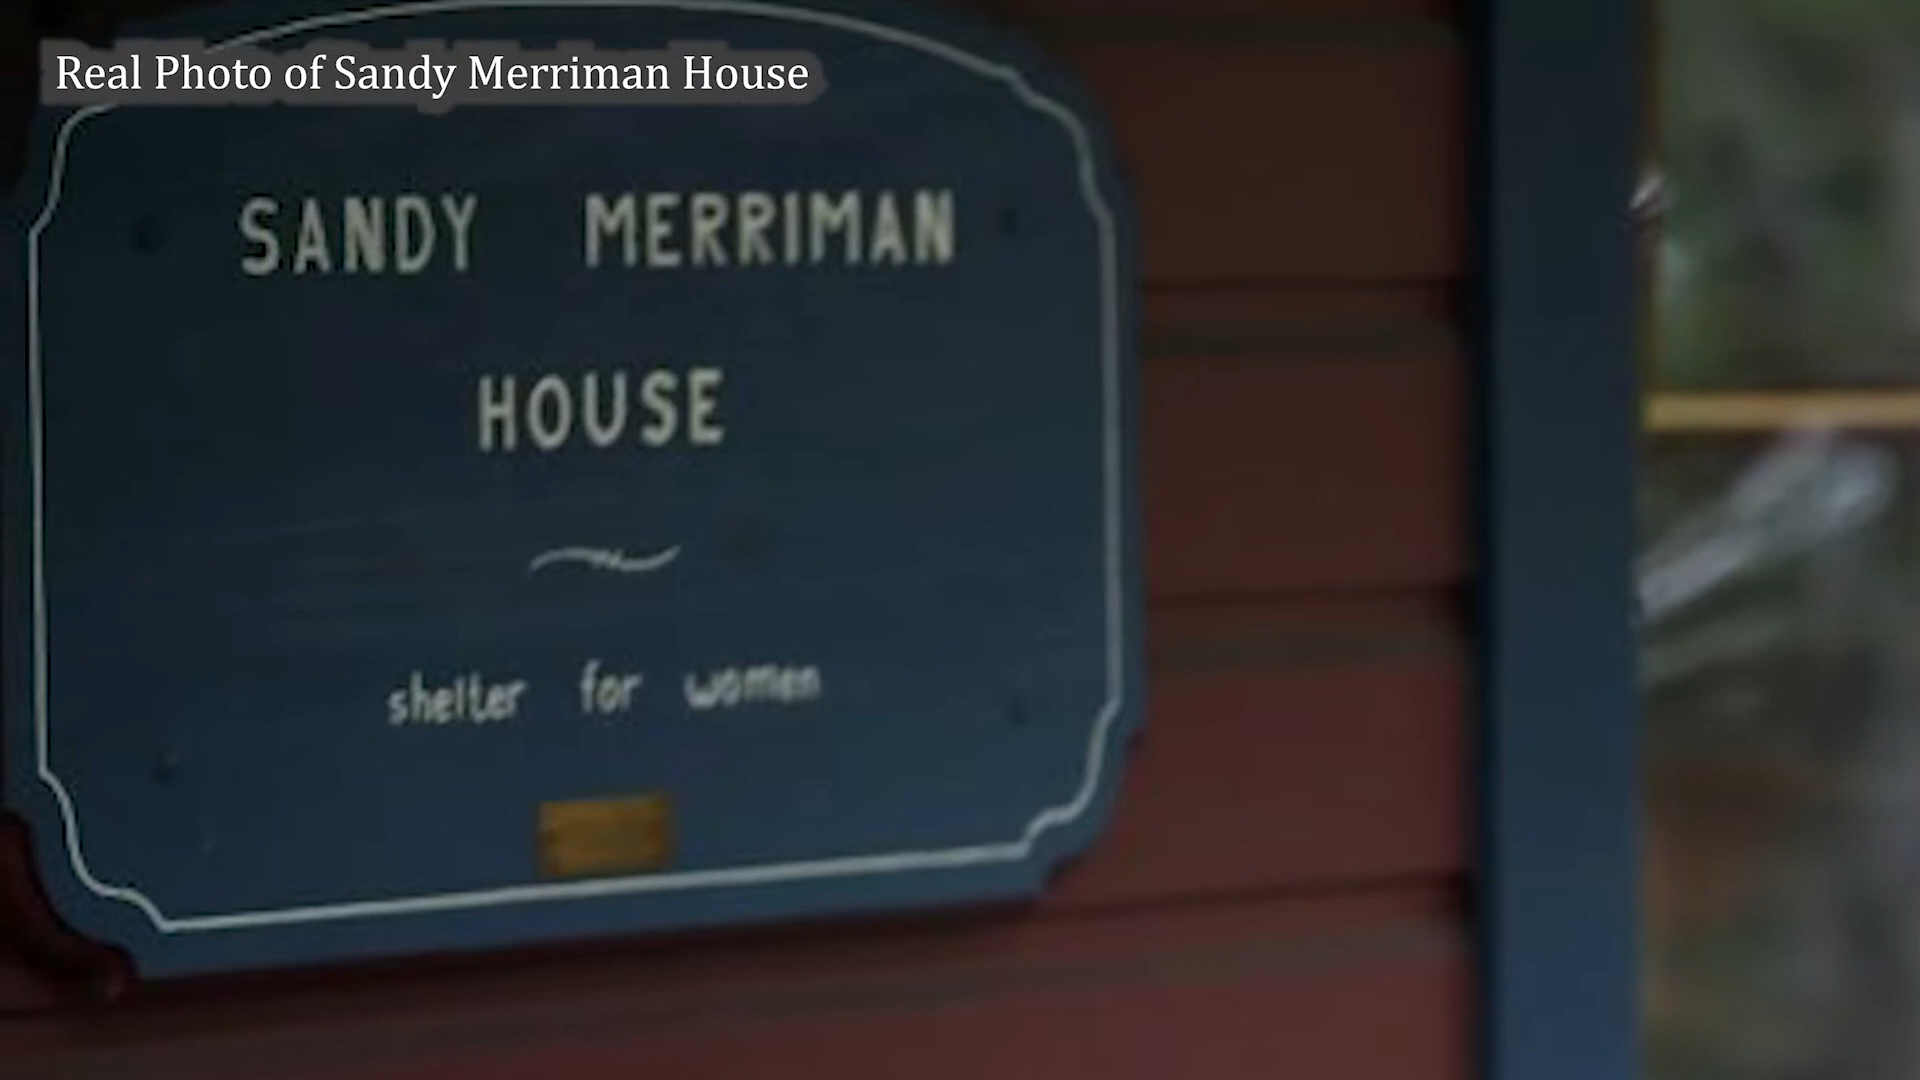 Real Photo of Sandy Merriman House
SANDY MERRIMAN
HOUSE
shelter for women